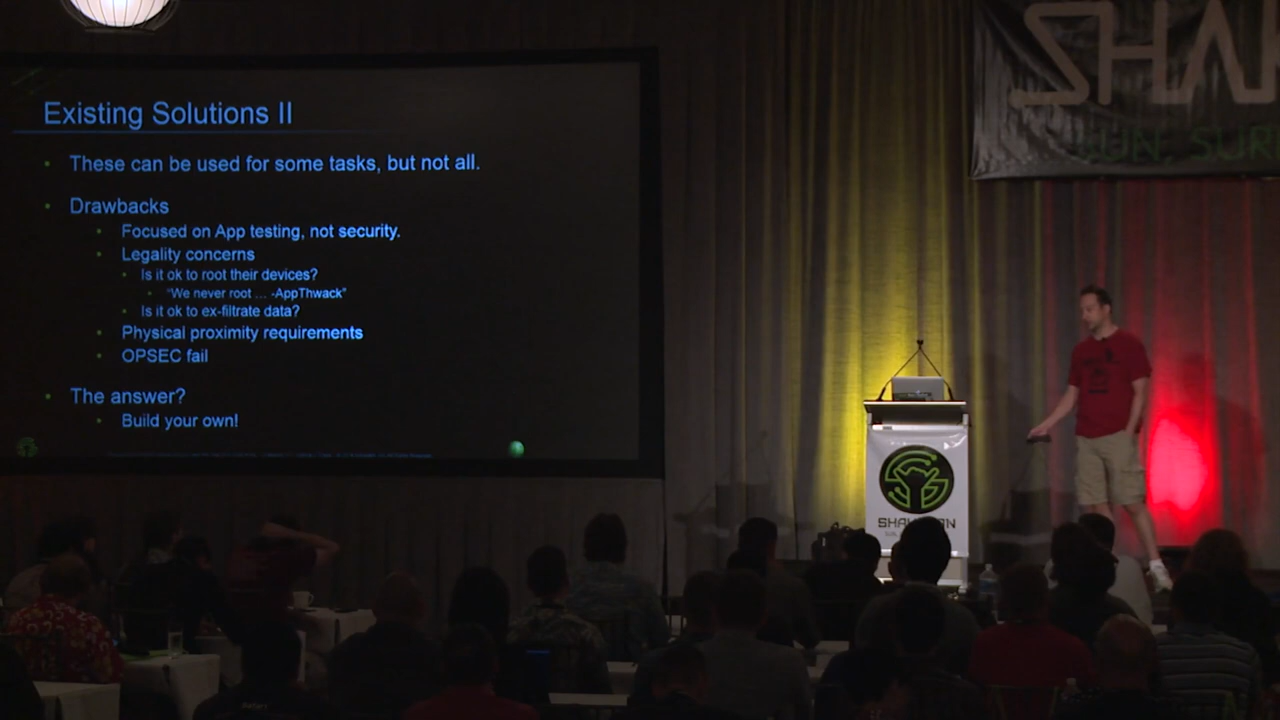 Existing Solutions II
• These can be used for some tasks, but not all.
• Drawbacks
• Focused on App testing, not security.
• Legality concerns
• Is it ok to root their devices?
• "We never root ... -AppThwack"
• Is it ok to ex-filtrate data?
• Physical proximity requirements
• OPSEC fail
• The answer?
• Build your own!
SHA